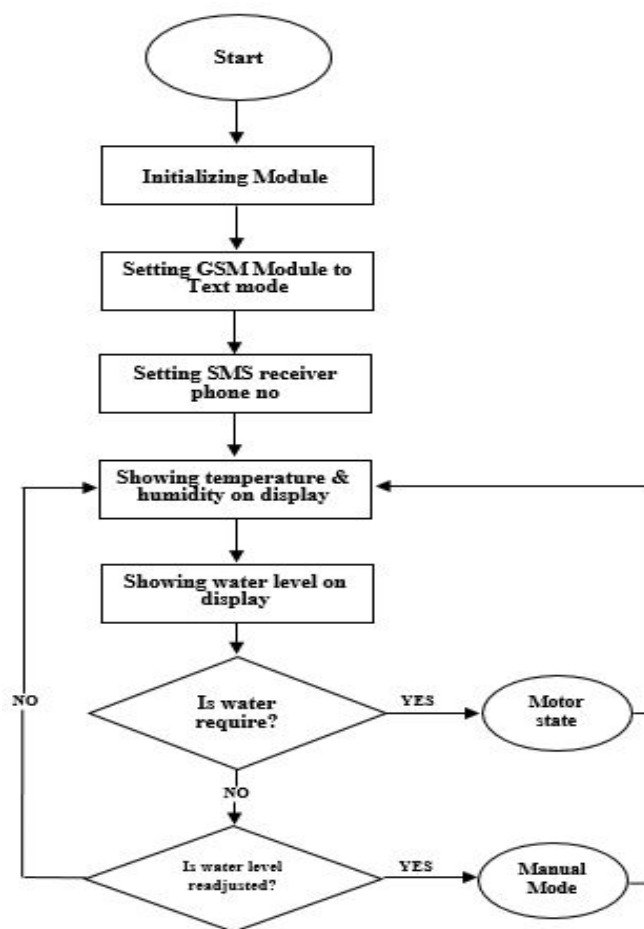 Start
Initializing Module
Setting GSM Module to
Text mode
Setting SMS receiver
phone no
Showing temperature &
humidity on display
Showing water level on
display
NO
Is water
require?
YES
Motor
state
NO
Is water level
readjusted?
YES
Manual
Mode